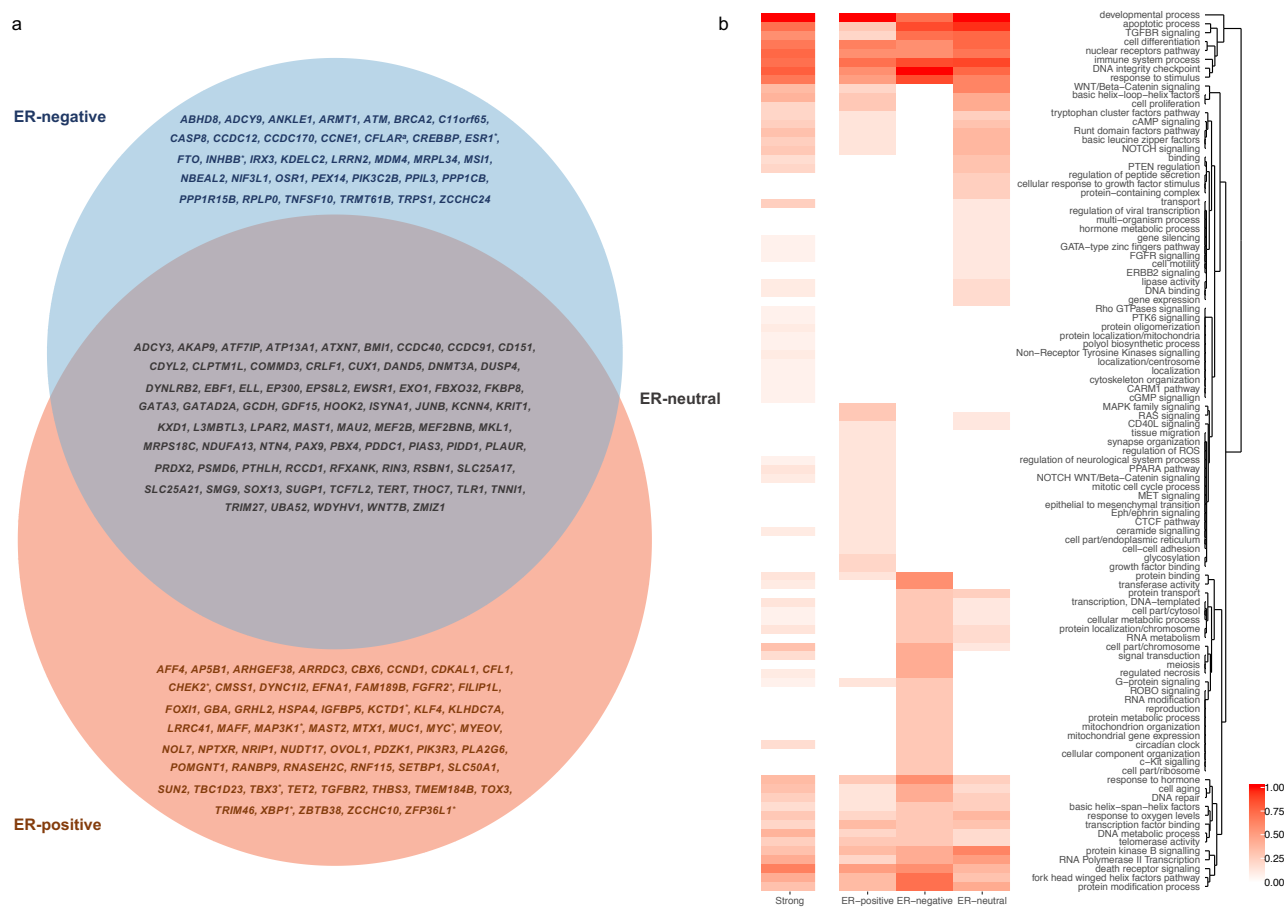 a
ER-negative
ABHD8, ADCY9, ANKLE1, ARMT1, ATM, BRCA2, C11orf65,
CASP8, CCDC12, CCDC170, CCNE1, CFLARª, CREBBP, ESR1*,
FTO, INHBB*, IRX3, KDELC2, LRRN2, MDM4, MRPL34, MSI1,
NBEAL2, NIF3L1, OSR1, PEX14, PIK3C2B, PPIL3, PPP1CB,
PPP1R15B, RPLP0, TNFSF10, TRMT61B, TRPS1, ZCCHC24
ER-neutral
ADCY3, AKAP9, ATF7IP, ATP13A1, ATXN7, BMI1, CCDC40, CCDC91, CD151,
CDYL2, CLPTM1L, COMMD3, CRLF1, CUX1, DAND5, DNMT3A, DUSP4,
DYNLRB2, EBF1, ELL, EP300, EPS8L2, EWSR1, EXO1, FBXO32, FKBP8,
GATA3, GATAD2A, GCDH, GDF15, HOOK2, ISYNA1, JUNB, KCNN4, KRIT1,
KXD1, L3MBTL3, LPAR2, MAST1, MAU2, MEF2B, MEF2BNB, MKL1,
MRPS18C, NDUFA13, NTN4, PAX9, PBX4, PDDC1, PIAS3, PIDD1, PLAUR,
PRDX2, PSMD6, PTHLH, RCCD1, RFXANK, RIN3, RSBN1, SLC25A17,
SLC25A21, SMG9, SOX13, SUGP1, TCF7L2, TERT, THOC7, TLR1, TNNI1,
TRIM27, UBA52, WDYHV1, WNT7B, ZMIZ1
AFF4, AP5B1, ARHGEF38, ARRDC3, CBX6, CCND1, CDKAL1, CFL1,
CHEK2*, CMSS1, DYNC1I2, EFNA1, FAM189B, FGFR2*, FILIP1L,
FOXI1, GBA, GRHL2, HSPA4, IGFBP5, KCTD1*, KLF4, KLHDC7A,
LRRC41, MAFF, MAP3K1*, MAST2, MTX1, MUC1, MYC*, MYEOV,
NOL7, NPTXR, NRIP1, NUDT17, OVOL1, PDZK1, PIK3R3, PLA2G6,
POMGNT1, RANBP9, RNASEH2C, RNF115, SETBP1, SLC50A1,
SUN2, TBC1D23, TBX3*, TET2, TGFBR2, THBS3, TMEM184B, TOX3,
TRIM46, XBP1*, ZBTB38, ZCCHC10, ZFP36L1*
ER-positive
b
developmental process
apoptotic process
TGFBR signaling
cell differentiation
nuclear receptors pathway
immune system process
DNA integrity checkpoint
response to stimulus
WNT/Beta-Catenin signaling
basic helix-loop-helix factors
cell proliferation
tryptophan cluster factors pathway
cAMP signaling
Runt domain factors pathway
basic leucine zipper factors
NOTCH signalling
binding
PTEN regulation
regulation of peptide secretion
cellular response to growth factor stimulus
protein-containing complex
transport
regulation of viral transcription
multi-organism process
hormone metabolic process
gene silencing
GATA-type zinc fingers pathway
FGFR signalling
cell motility
ERBB2 signaling
lipase activity
DNA binding
gene expression
Rho GTPases signalling
PTK6 signalling
protein oligomerization
protein localization/mitochondria
polyol biosynthetic process
Non-Receptor Tyrosine Kinases signalling
localization/centrosome
localization
cytoskeleton organization
CARM1 pathway
cGMP signallign
MAPK family signaling
RAS signaling
CD40L signaling
tissue migration
synapse organization
regulation of ROS
regulation of neurological system process
PPARA pathway
NOTCH WNT/Beta-Catenin signaling
mitotic cell cycle process
MET signaling
epithelial to mesenchymal transition
Eph/ephrin signaling
CTCF pathway
ceramide signalling
cell part/endoplasmic reticulum
cell-cell adhesion
glycosylation
growth factor binding
protein binding
transferase activity
protein transport
transcription, DNA-templated
cell part/cytosol
cellular metabolic process
protein localization/chromosome
RNA metabolism
cell part/chromosome
signal transduction
meiosis
regulated necrosis
G-protein signaling
ROBO signaling
RNA modification
reproduction
protein metabolic process
mitochondrion organization
mitochondrial gene expression
circadian clock
cellular component organization
c-Kit signalling
cell part/ribosome
response to hormone
cell aging
DNA repair
basic helix-span-helix factors
response to oxygen levels
transcription factor binding
DNA metabolic process
telomerase activity
protein kinase B signalling
RNA Polymerase II Transcription
death receptor signaling
fork head winged helix factors pathway
protein modification process
Strong ER-positive ER-negative ER-neutral
1.00
0.75
0.50
0.25
0.00